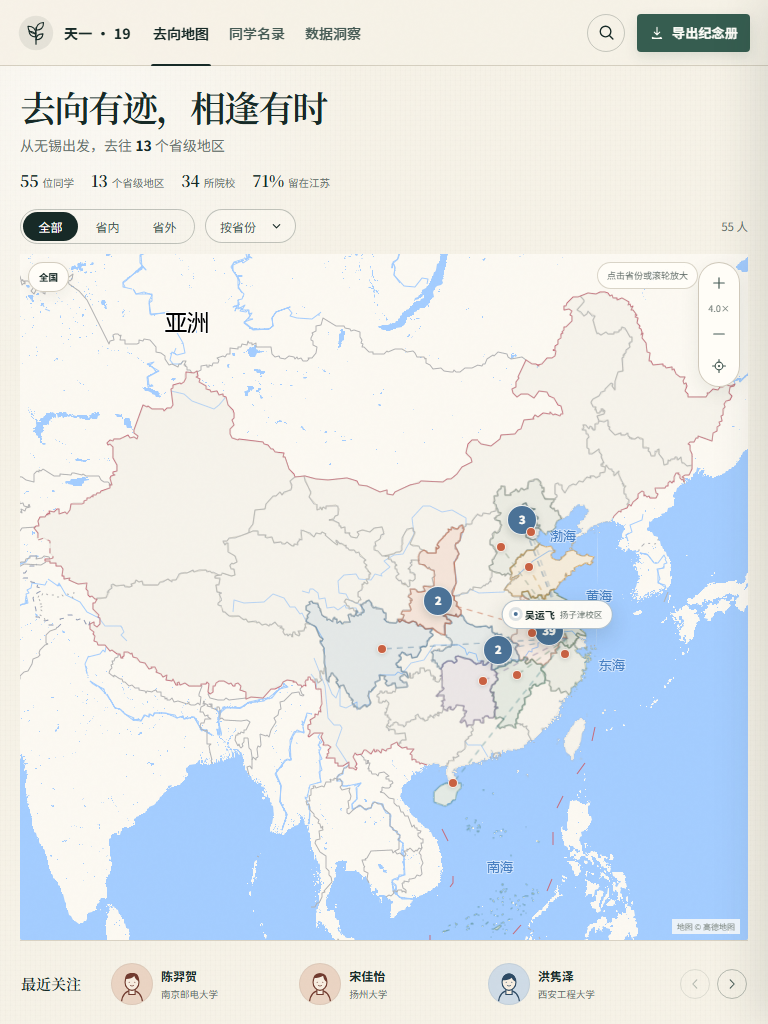 天一 · 19 去向地图 同学名录 数据洞察 导出纪念册
去向有迹，相逢有时
从无锡出发，去往 13 个省级地区
55 位同学 13 个省级地区 34 所院校 71% 留在江苏
全部 省内 省外 按省份 55 人
全国
点击省份或滚轮放大
4.0×
亚洲
3
渤海
黄海
2
吴运飞 扬子津校区
39
2
东海
南海
地图 © 高德地图
最近关注
陈羿贺
南京邮电大学
宋佳怡
扬州大学
洪隽泽
西安工程大学